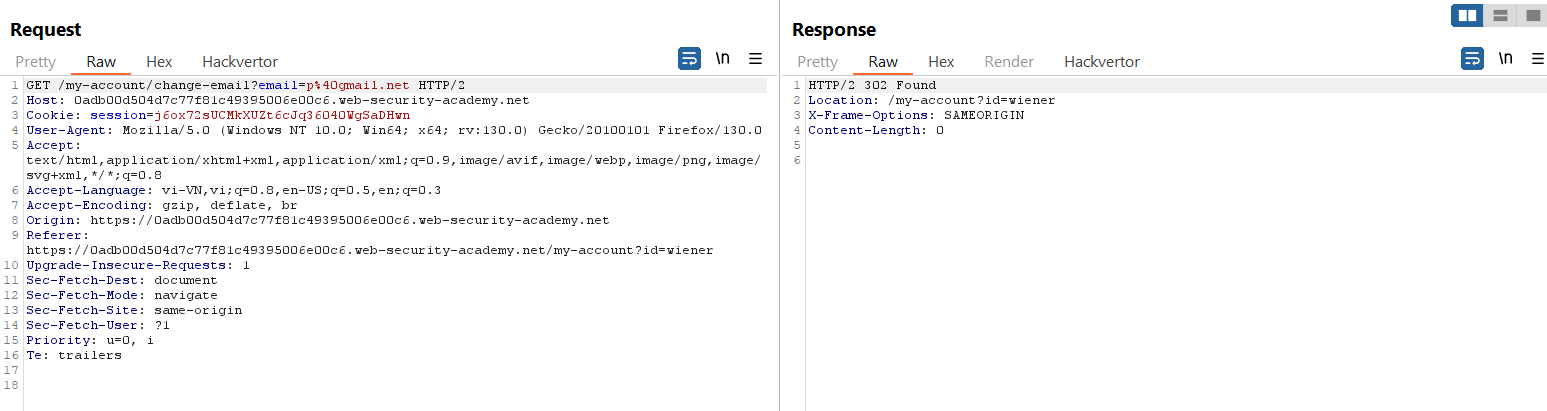 Request
Pretty Raw Hex Hackvertor
\n
1 GET /my-account/change-email?email=p%40gmail.net HTTP/2
2 Host: 0adb00d504d7c77f81c49395006e00c6.web-security-academy.net
3 Cookie: session=j6ox72sUCMkXUZt6cJq36O4OWgSaDHwn
4 User-Agent: Mozilla/5.0 (Windows NT 10.0; Win64; x64; rv:130.0) Gecko/20100101 Firefox/130.0
5 Accept:
text/html,application/xhtml+xml,application/xml;q=0.9,image/avif,image/webp,image/png,image/
svg+xml,*/*;q=0.8
6 Accept-Language: vi-VN,vi;q=0.8,en-US;q=0.5,en;q=0.3
7 Accept-Encoding: gzip, deflate, br
8 Origin: https://0adb00d504d7c77f81c49395006e00c6.web-security-academy.net
9 Referer:
https://0adb00d504d7c77f81c49395006e00c6.web-security-academy.net/my-account?id=wiener
10 Upgrade-Insecure-Requests: 1
11 Sec-Fetch-Dest: document
12 Sec-Fetch-Mode: navigate
13 Sec-Fetch-Site: same-origin
14 Sec-Fetch-User: ?1
15 Priority: u=0, i
16 Te: trailers
17
18
Response
Pretty Raw Hex Render Hackvertor
\n
1 HTTP/2 302 Found
2 Location: /my-account?id=wiener
3 X-Frame-Options: SAMEORIGIN
4 Content-Length: 0
5
6